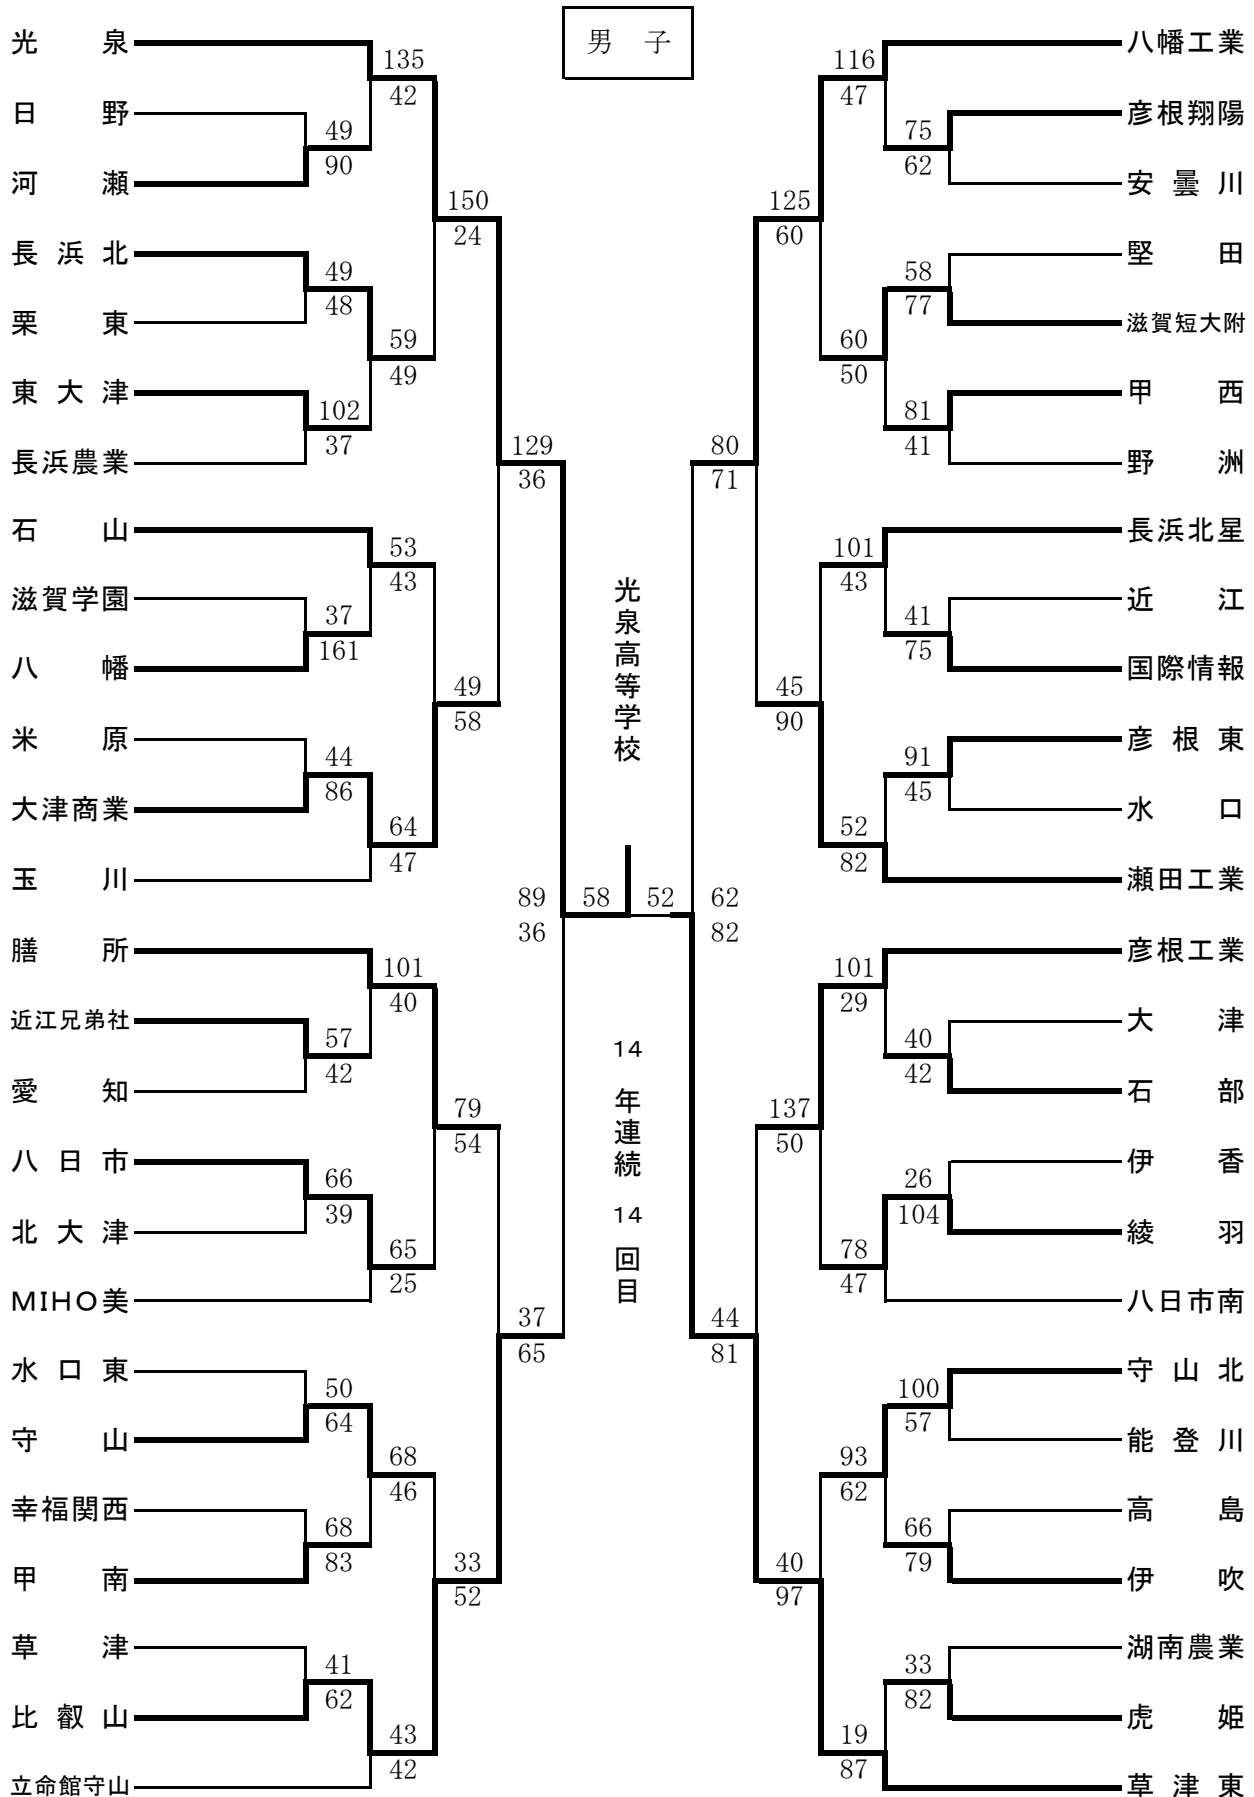 男 子
光 泉
135
42
日 野
49
90
河 瀬
150
24
長 浜 北
49
48
栗 東
59
49
東 大 津
102
37
長浜農業
129
36
石 山
53
43
滋賀学園
37
161
八 幡
49
58
米 原
44
86
大津商業
64
47
玉 川
89
36
膳 所
101
40
近江兄弟社
57
42
愛 知
79
54
八 日 市
66
39
北 大 津
65
25
MIHO美
37
65
水 口 東
50
64
守 山
68
46
幸福関西
68
83
甲 南
33
52
草 津
41
62
比 叡 山
43
42
立命館守山
光泉高等学校
58 52
14 年連続 14 回目
八幡工業
116
47
彦根翔陽
75
62
安 曇 川
125
60
堅 田
58
77
滋賀短大附
60
50
甲 西
81
41
野 洲
80
71
長浜北星
101
43
近 江
41
75
国際情報
45
90
彦 根 東
91
45
水 口
52
82
瀬田工業
62
82
彦根工業
101
29
大 津
40
42
石 部
137
50
伊 香
26
104
綾 羽
78
47
八日市南
44
81
守 山 北
100
57
能 登 川
93
62
高 島
66
79
伊 吹
40
97
湖南農業
33
82
虎 姫
19
87
草 津 東